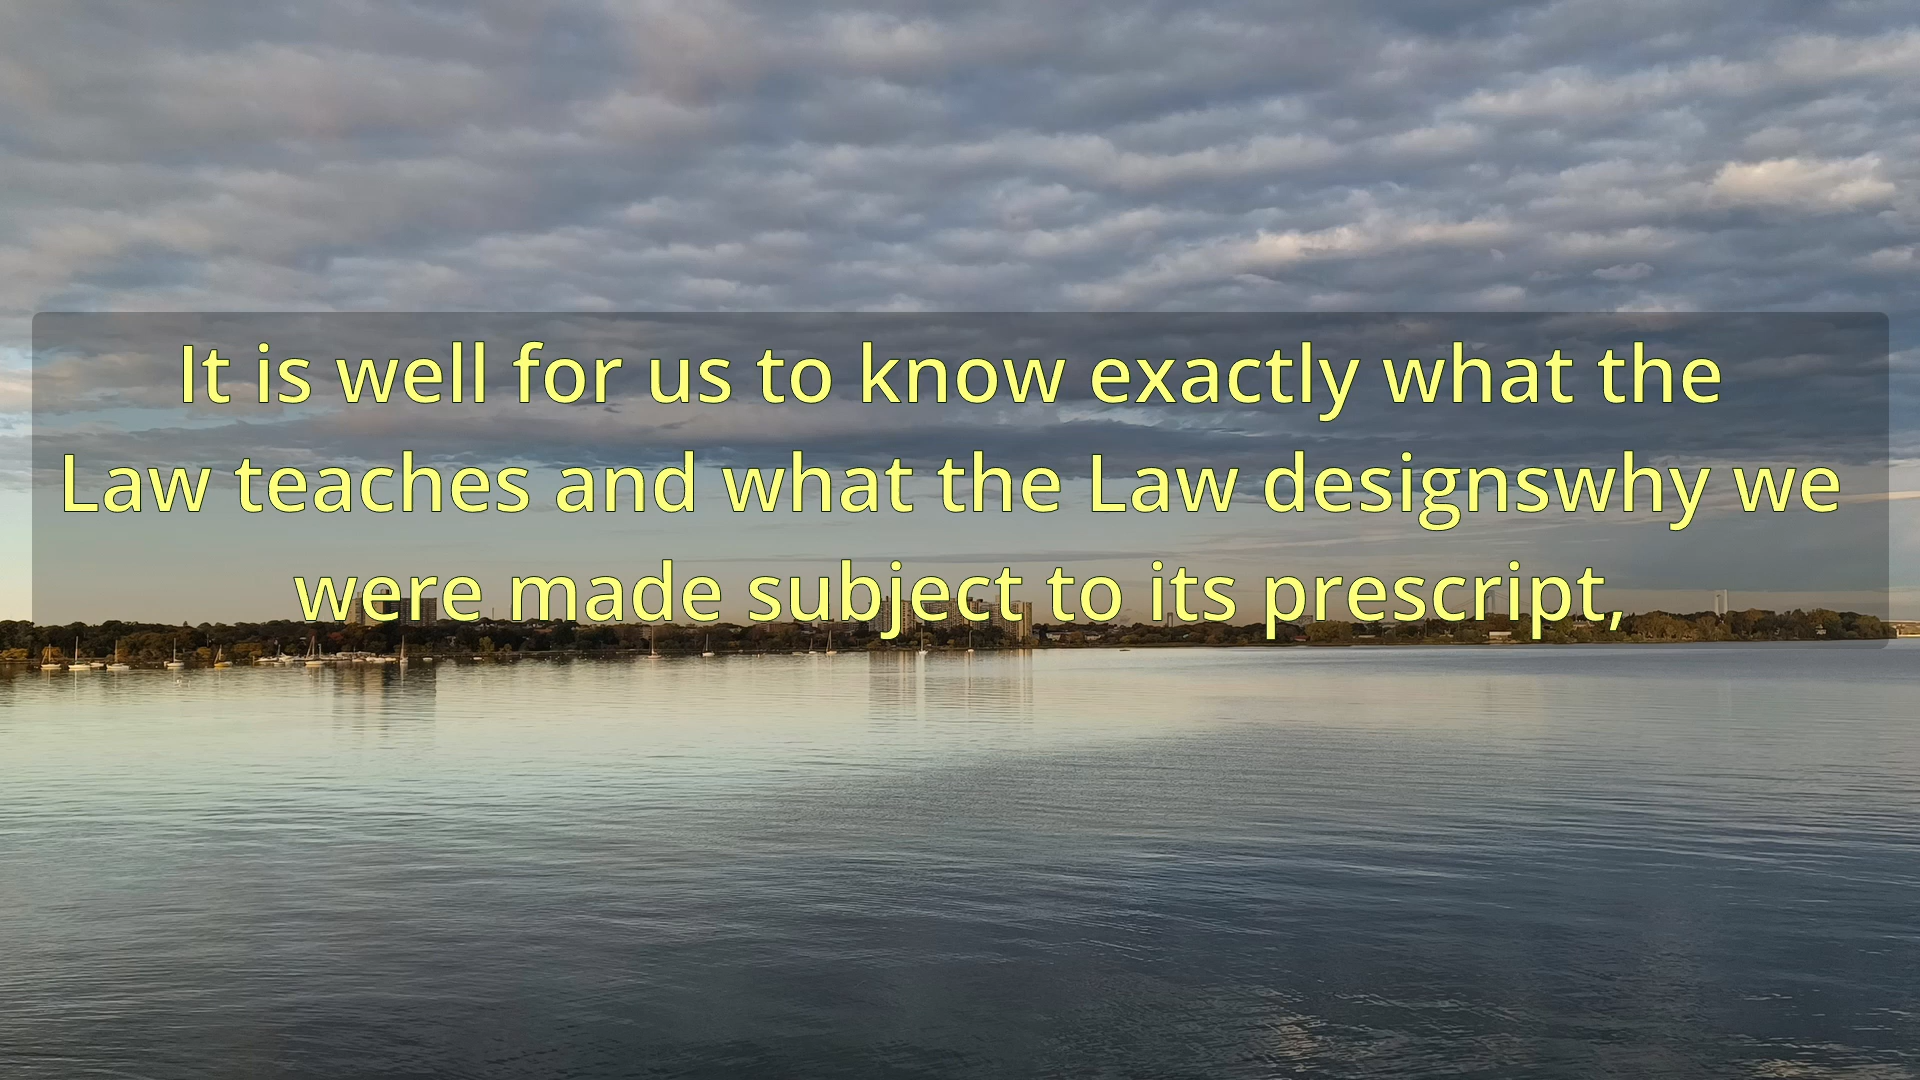 It is well for us to know exactly what the
Law teaches and what the Law designswhy we
were made subject to its prescript,